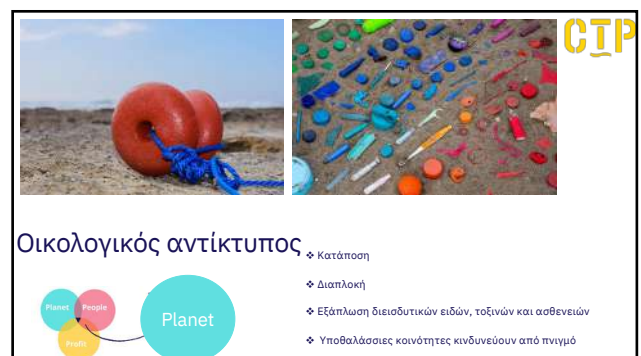 CTP
Οικολογικός αντίκτυπος
❖ Κατάποση
❖ Διαπλοκή
❖ Εξάπλωση διεισδυτικών ειδών, τοξινών και ασθενειών
❖ Υποθαλάσσιες κοινότητες κινδυνεύουν από πνιγμό
Planet People
Profit
Planet